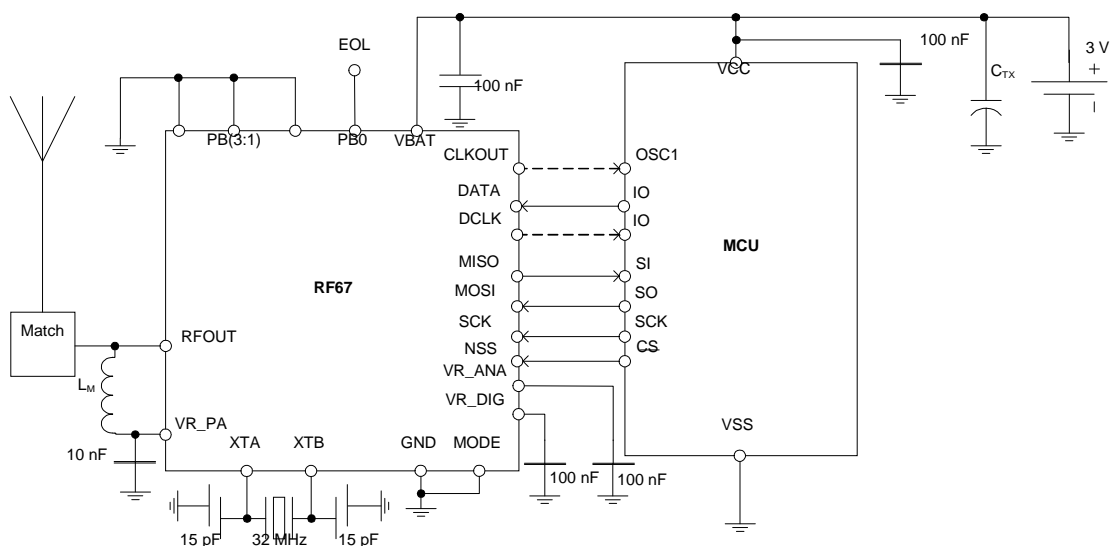 EOL
100 nF
3 V
+
C_TX
VCC
100 nF
PB(3:1)
PB0
VBAT
CLKOUT
OSC1
DATA
IO
DCLK
IO
MCU
MISO
SI
RF67
MOSI
SO
Match
RFOUT
SCK
SCK
NSS
CS
VR_ANA
L_M
VR_DIG
VR_PA
VSS
10 nF
XTA
XTB
GND
MODE
100 nF
100 nF
15 pF
32 MHz
15 pF